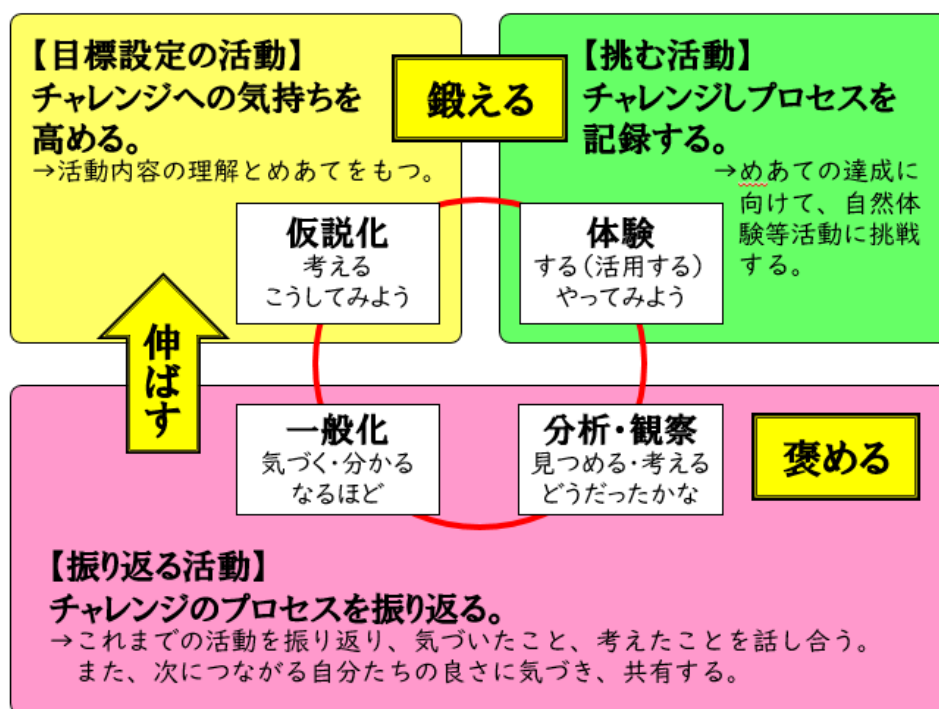 【目標設定の活動】
チャレンジへの気持ちを
高める。
→活動内容の理解とめあてをもつ。
鍛える
【挑む活動】
チャレンジしプロセスを
記録する。
→めあての達成に
向けて、自然体
験等活動に挑戦
する。
仮説化
考える
こうしてみよう
体験
する(活用する)
やってみよう
伸ばす
一般化
気づく・分かる
なるほど
分析・観察
見つめる・考える
どうだったかな
褒める
【振り返る活動】
チャレンジのプロセスを振り返る。
→これまでの活動を振り返り、気づいたこと、考えたことを話し合う。
また、次につながる自分たちの良さに気づき、共有する。